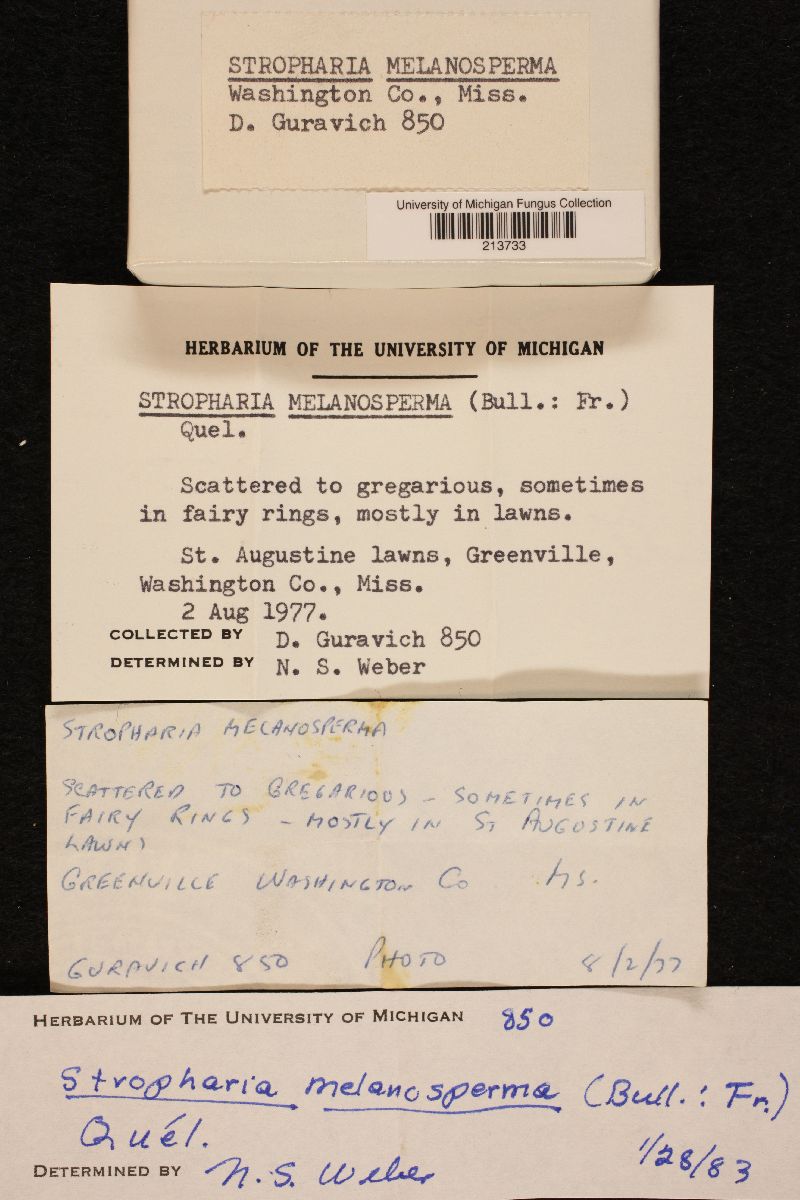 STROPHARIA MELANOSPERMA
Washington Co., Miss.
D. Guravich 850
University of Michigan Fungus Collection
213733
HERBARIUM OF THE UNIVERSITY OF MICHIGAN
STROPHARIA MELANOSPERMA (Bull.: Fr.)
Quel.
Scattered to gregarious, sometimes
in fairy rings, mostly in lawns.
St. Augustine lawns, Greenville,
Washington Co., Miss.
2 Aug 1977.
COLLECTED BY D. Guravich 850
DETERMINED BY N. S. Weber
STROPHARIA MELANOSPERMA
SCATTERED TO GREGARIOUS - SOMETIMES IN
FAIRY RINGS - MOSTLY IN ST AUGUSTINE
LAWNS
GREENVILLE WASHINGTON Co Ms.
GURAVICH 850 PHOTO 8/2/77
HERBARIUM OF THE UNIVERSITY OF MICHIGAN 850
Stropharia melanosperma (Bull.: Fr.)
Quél.
1/28/83
DETERMINED BY N. S. Weber